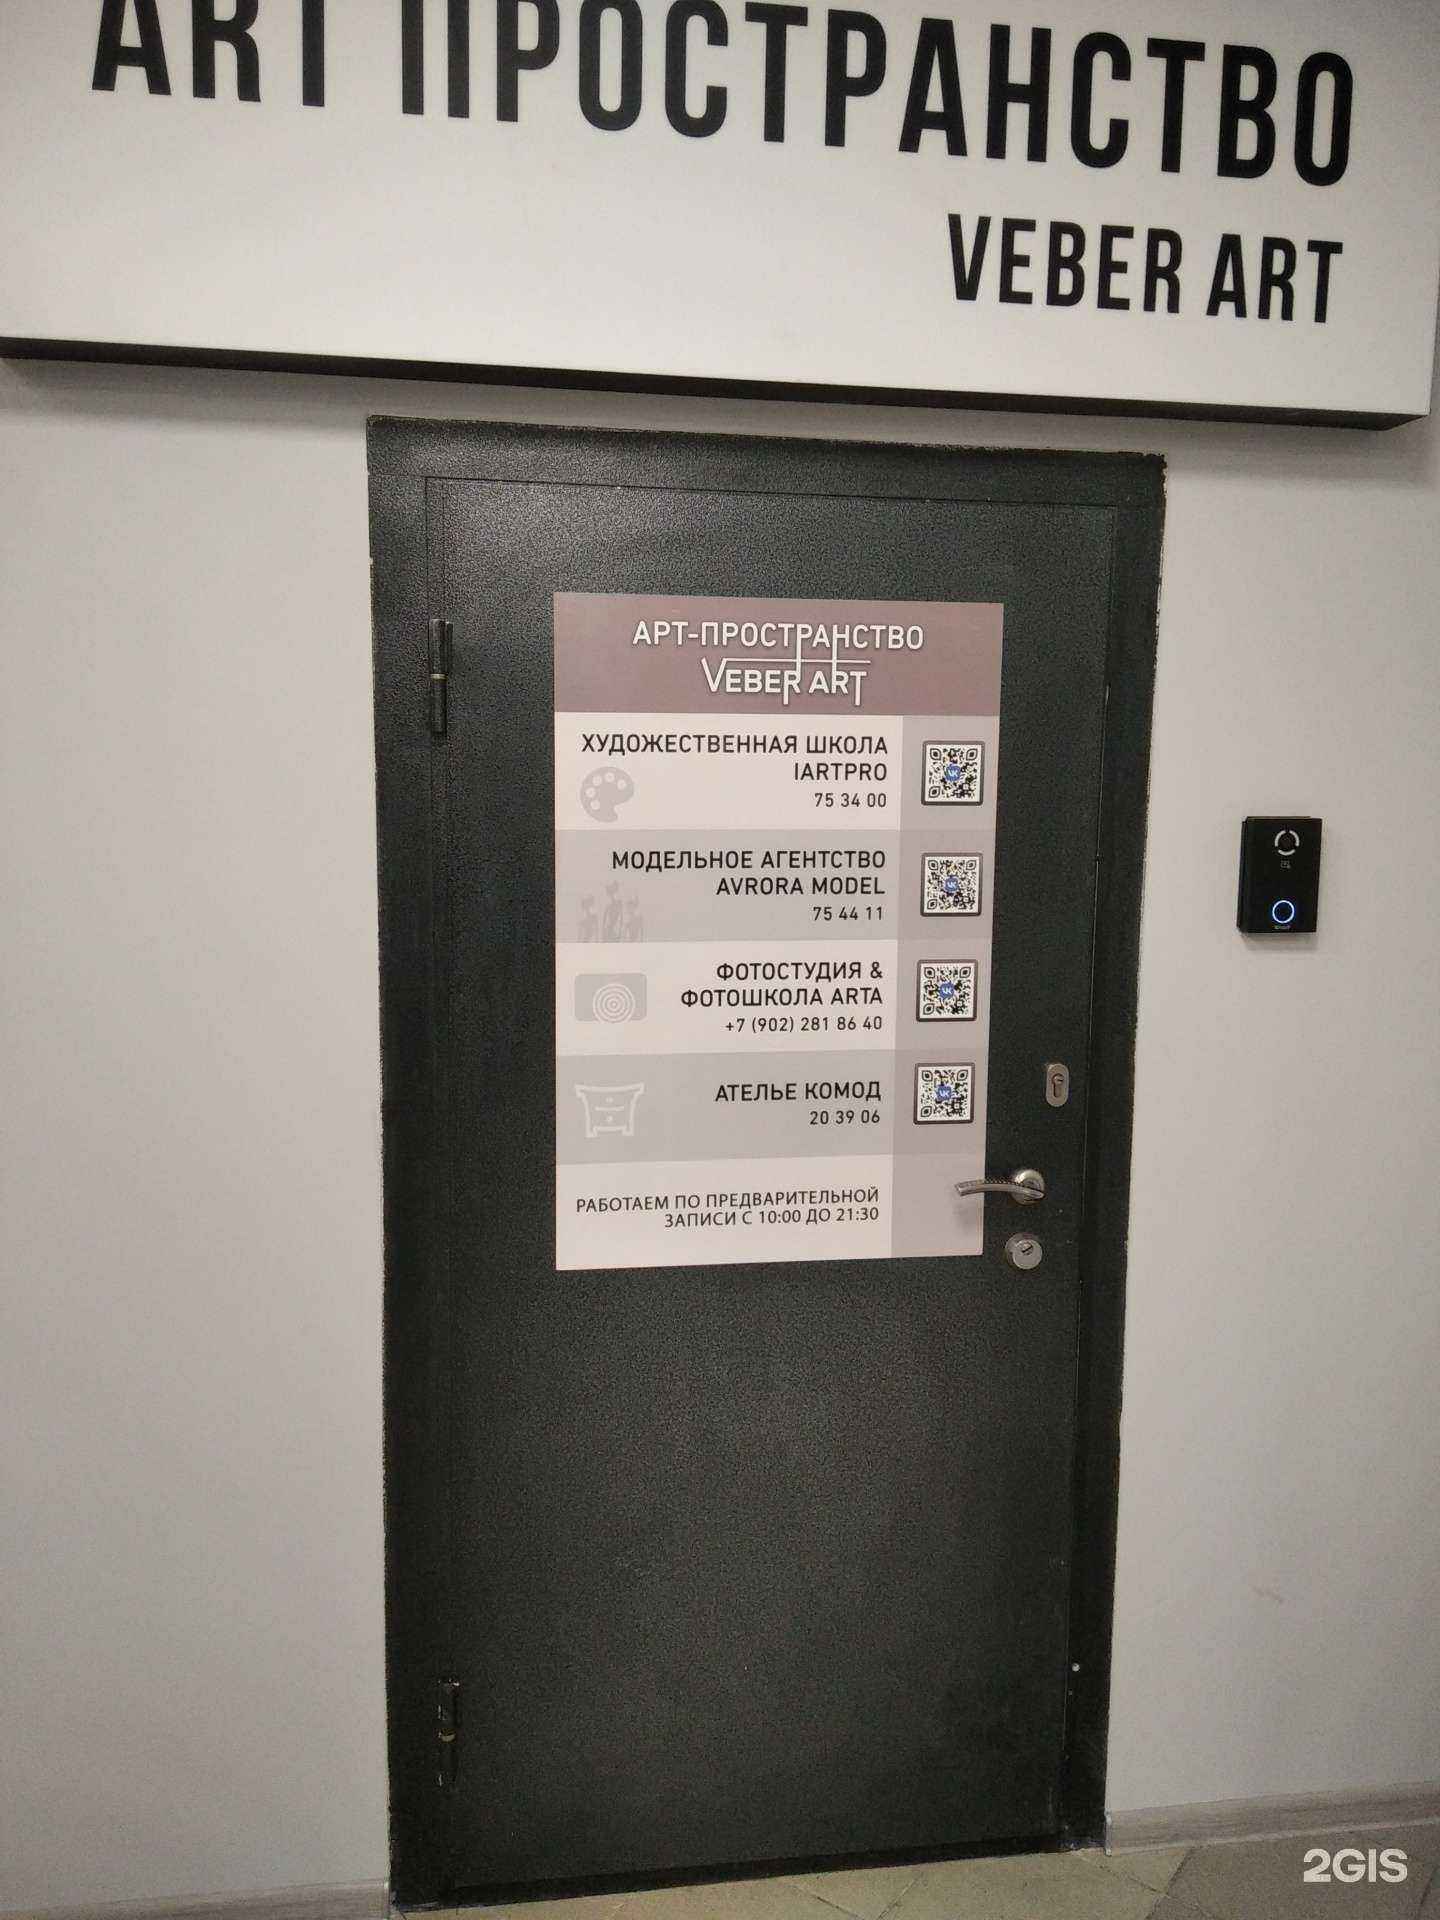 ART ПРОСТРАНСТВО
VEBER ART
АРТ-ПРОСТРАНСТВО
VEBER ART
ХУДОЖЕСТВЕННАЯ ШКОЛА
IARTPRO
75 34 00
МОДЕЛЬНОЕ АГЕНТСТВО
AVRORA MODEL
75 44 11
ФОТОСТУДИЯ &
ФОТОШКОЛА ARTA
+7 (902) 281 86 40
АТЕЛЬЕ КОМОД
20 39 06
РАБОТАЕМ ПО ПРЕДВАРИТЕЛЬНОЙ
ЗАПИСИ С 10:00 ДО 21:30
2GIS